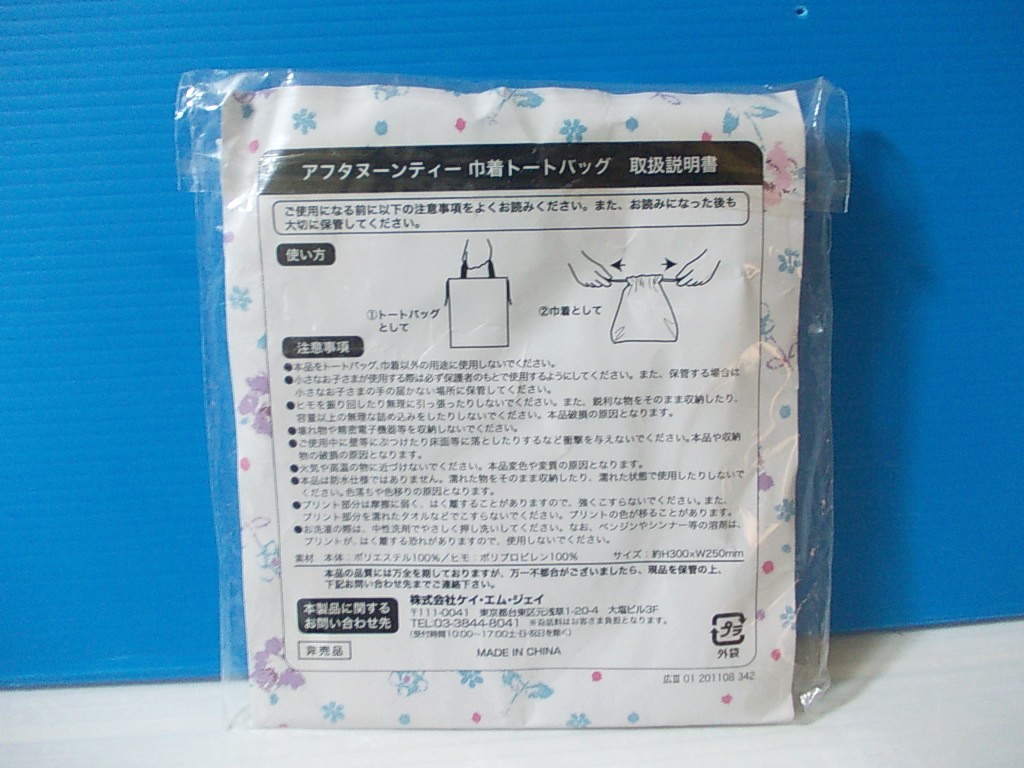 アフタヌーンティー 巾着トートバッグ 取扱説明書
ご使用になる前に以下の注意事項をよくお読みください。また、お読みになった後も
大切に保管してください。
使い方
①トートバッグ
として
②巾着として
注意事項
●本品をトートバッグ、巾着以外の用途に使用しないでください。
●小さなお子さまが使用する際は必ず保護者のもとで使用するようにしてください。また、保管する場合は
小さなお子さまの手の届かない場所に保管してください。
●ヒモを振り回したり無理に引っ張ったりしないでください。また、鋭利な物をそのまま収納したり、
容量以上の無理な詰め込みをしたりしないでください。本品破損の原因となります。
●壊れ物や精密電子機器等を収納しないでください。
●ご使用中に壁等にぶつけたり床面等に落としたりするなど衝撃を与えないでください。本品や収納
物の破損の原因となります。
●火気や高温の物に近づけないでください。本品変色や変質の原因となります。
●本品は防水仕様ではありません。濡れた物をそのまま収納したり、濡れた状態で使用したりしないで
ください。色落ちや色移りの原因となります。
●プリント部分は摩擦に弱く、はく離することがありますので、強くこすらないでください。また、
プリント部分を濡れたタオルなどでこすらないでください。プリントの色が移ることがあります。
●お洗濯の際は、中性洗剤でやさしく押し洗いしてください。なお、ベンジンやシンナー等の溶剤は、
プリントが、はく離する恐れがありますので、使用しないでください。
素材 本体：ポリエステル100%／ヒモ：ポリプロピレン100% サイズ：約H300×W250mm
本品の品質には万全を期しておりますが、万一不都合がございましたら、現品を保管の上、
下記お問い合わせ先までご連絡下さい。
本製品に関する
お問い合わせ先
株式会社ケイ・エム・ジェイ
〒111-0041 東京都台東区元浅草1-20-4 大塩ビル3F
TEL:03-3844-8041 ※通話料はお客さま負担となります。
(受付時間10:00〜17:00土・日・祝日を除く)
非売品
MADE IN CHINA
プラ
外袋
広Ⅲ 01 201108 342